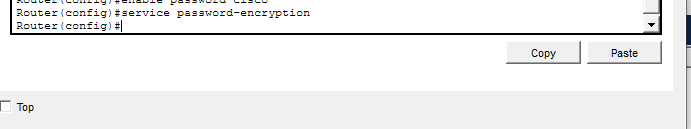 Router(config)#enable password cisco
Router(config)#service password-encryption
Router(config)#
Copy
Paste
Top